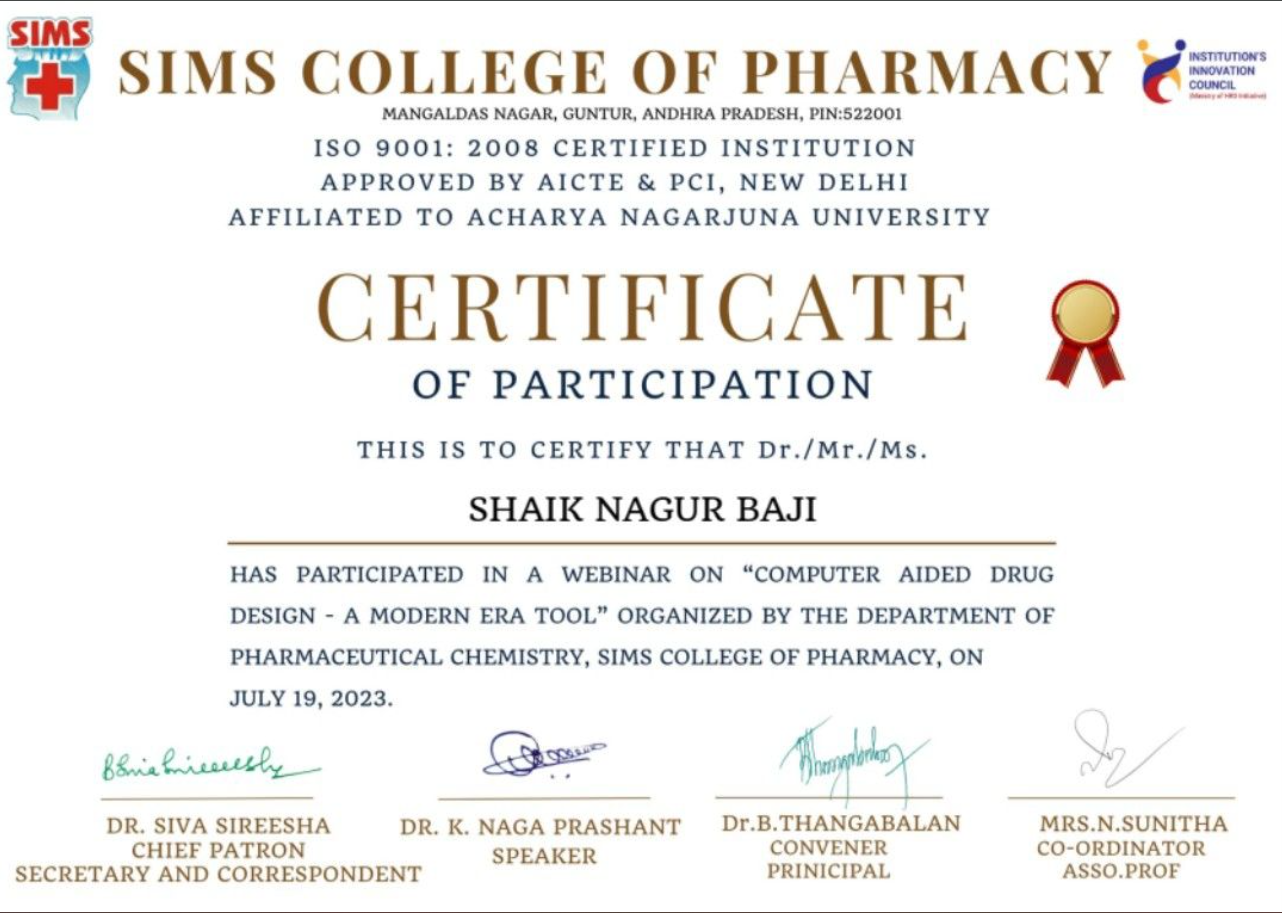 SIMS
SIMS COLLEGE OF PHARMACY
INSTITUTION'S
INNOVATION
COUNCIL
(Ministry of HRD Initiative)
MANGALDAS NAGAR, GUNTUR, ANDHRA PRADESH, PIN:522001
ISO 9001: 2008 CERTIFIED INSTITUTION
APPROVED BY AICTE & PCI, NEW DELHI
AFFILIATED TO ACHARYA NAGARJUNA UNIVERSITY
CERTIFICATE
OF PARTICIPATION
THIS IS TO CERTIFY THAT Dr./Mr./Ms.
SHAIK NAGUR BAJI
HAS PARTICIPATED IN A WEBINAR ON “COMPUTER AIDED DRUG
DESIGN - A MODERN ERA TOOL” ORGANIZED BY THE DEPARTMENT OF
PHARMACEUTICAL CHEMISTRY, SIMS COLLEGE OF PHARMACY, ON
JULY 19, 2023.
DR. SIVA SIREESHA
CHIEF PATRON
SECRETARY AND CORRESPONDENT
DR. K. NAGA PRASHANT
SPEAKER
Dr.B.THANGABALAN
CONVENER
PRINICIPAL
MRS.N.SUNITHA
CO-ORDINATOR
ASSO.PROF